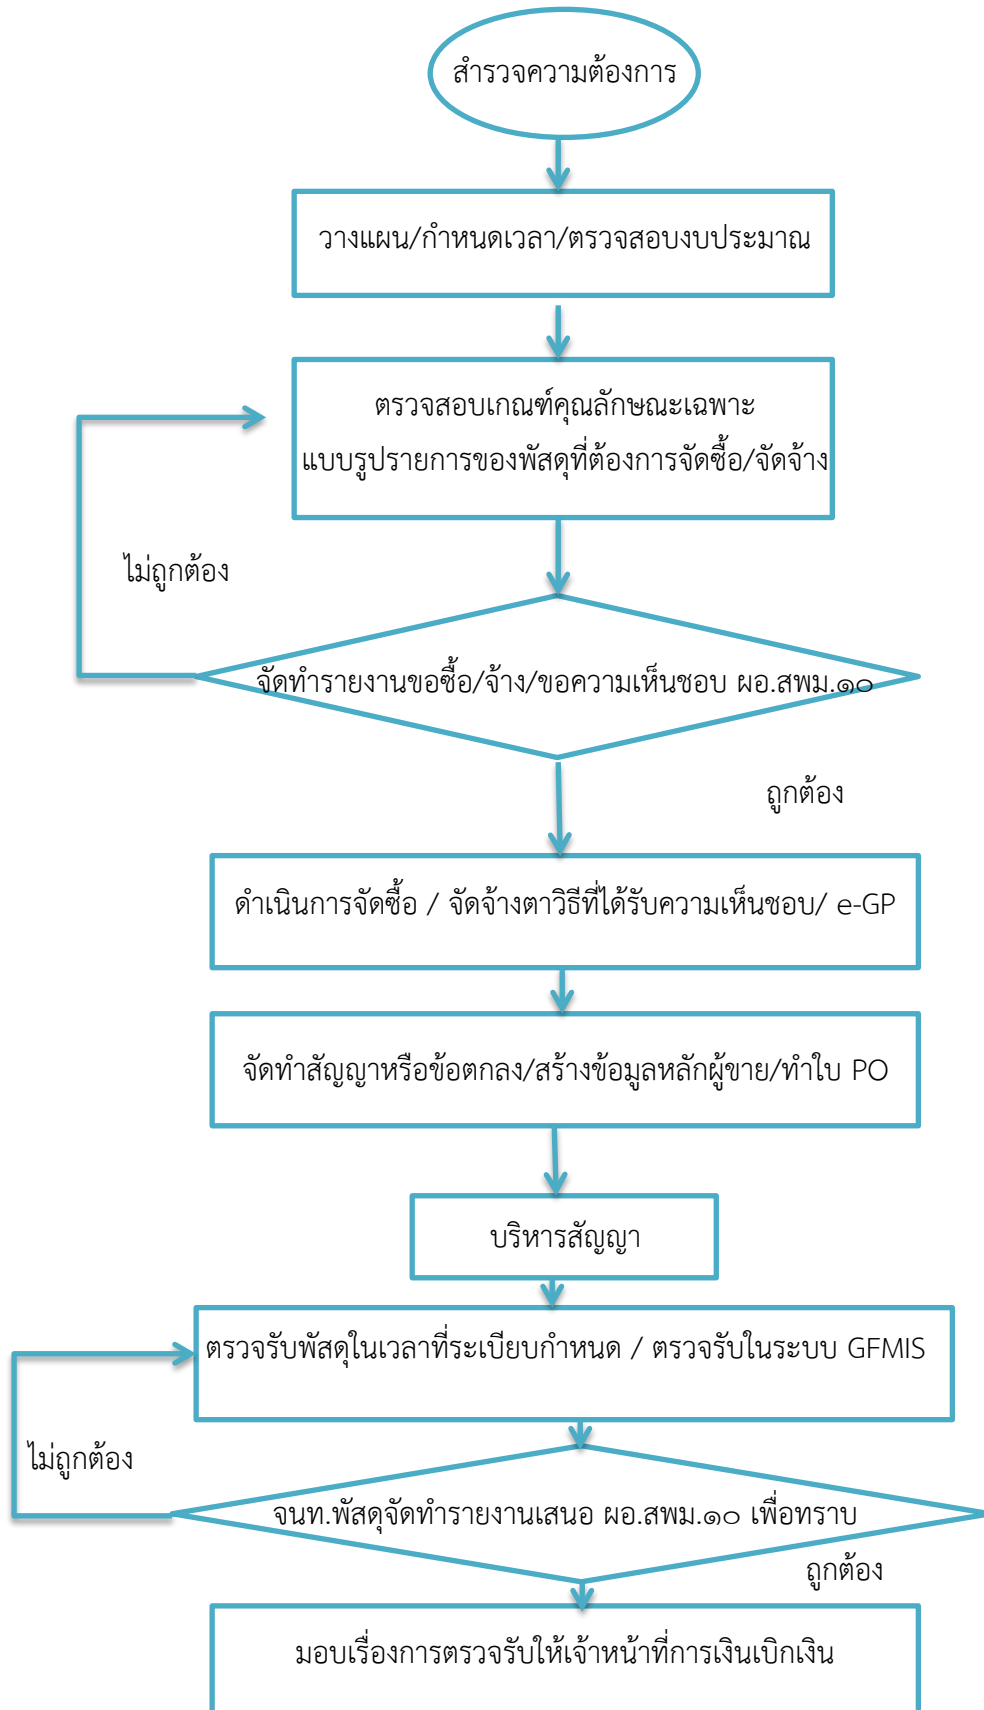 สำรวจความต้องการ
วางแผน/กำหนดเวลา/ตรวจสอบงบประมาณ
ตรวจสอบเกณฑ์คุณลักษณะเฉพาะ
แบบรูปรายการของพัสดุที่ต้องการจัดซื้อ/จัดจ้าง
ไม่ถูกต้อง
จัดทำรายงานขอซื้อ/จ้าง/ขอความเห็นชอบ ผอ.สพม.๑๐
ถูกต้อง
ดำเนินการจัดซื้อ / จัดจ้างตาวิธีที่ได้รับความเห็นชอบ/ e-GP
จัดทำสัญญาหรือข้อตกลง/สร้างข้อมูลหลักผู้ขาย/ทำใบ PO
บริหารสัญญา
ตรวจรับพัสดุในเวลาที่ระเบียบกำหนด / ตรวจรับในระบบ GFMIS
ไม่ถูกต้อง
จนท.พัสดุจัดทำรายงานเสนอ ผอ.สพม.๑๐ เพื่อทราบ
ถูกต้อง
มอบเรื่องการตรวจรับให้เจ้าหน้าที่การเงินเบิกเงิน